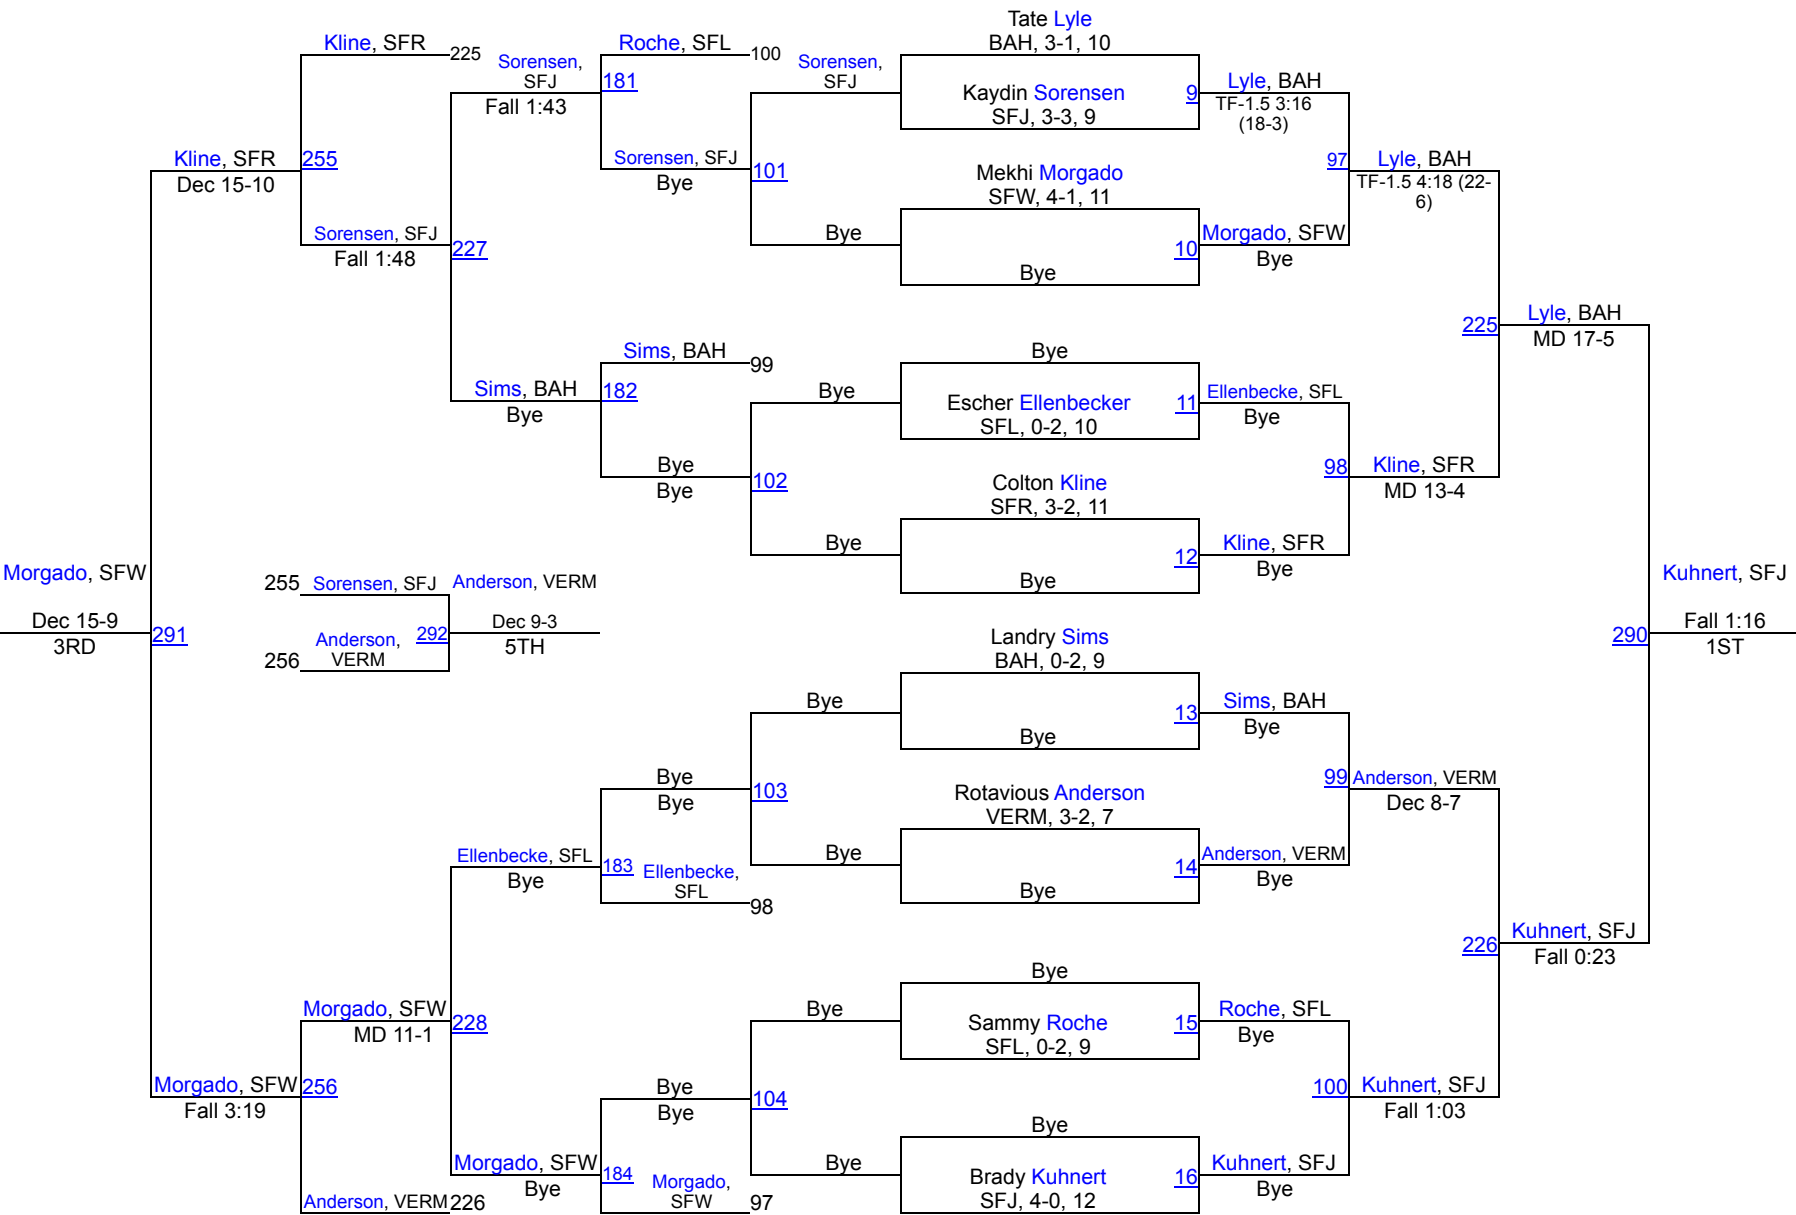 Tate Lyle
BAH, 3-1, 10
Kline, SFR
225
Sorensen,
SFJ
Fall 1:43
Roche, SFL
100
181
Sorensen,
SFJ
Kaydin Sorensen
SFJ, 3-3, 9
9
Lyle, BAH
TF-1.5 3:16
(18-3)
Kline, SFR
Dec 15-10
255
Sorensen, SFJ
Bye
101
Mekhi Morgado
SFW, 4-1, 11
97
Lyle, BAH
TF-1.5 4:18 (22-
6)
Sorensen, SFJ
Fall 1:48
227
Bye
Bye
10
Morgado, SFW
Bye
225
Lyle, BAH
MD 17-5
Sims, BAH
99
Bye
Sims, BAH
Bye
182
Bye
Escher Ellenbecker
SFL, 0-2, 10
11
Ellenbecke, SFL
Bye
Bye
Bye
102
Colton Kline
SFR, 3-2, 11
98
Kline, SFR
MD 13-4
Bye
Bye
12
Kline, SFR
Bye
Morgado, SFW
Dec 15-9
3RD
291
255
Sorensen, SFJ
256
Anderson,
VERM
292
Anderson, VERM
Dec 9-3
5TH
290
Kuhnert, SFJ
Fall 1:16
1ST
Landry Sims
BAH, 0-2, 9
Bye
Bye
13
Sims, BAH
Bye
Bye
Bye
103
Rotavious Anderson
VERM, 3-2, 7
99
Anderson, VERM
Dec 8-7
Ellenbecke, SFL
Bye
183
Ellenbecke,
SFL
98
Bye
Bye
14
Anderson, VERM
Bye
226
Kuhnert, SFJ
Fall 0:23
Bye
Morgado, SFW
MD 11-1
228
Bye
Sammy Roche
SFL, 0-2, 9
15
Roche, SFL
Bye
Morgado, SFW
Fall 3:19
256
Bye
Bye
104
100
Kuhnert, SFJ
Fall 1:03
Bye
Morgado, SFW
Bye
184
Morgado,
SFW
97
Bye
Brady Kuhnert
SFJ, 4-0, 12
16
Kuhnert, SFJ
Bye
Anderson, VERM
226